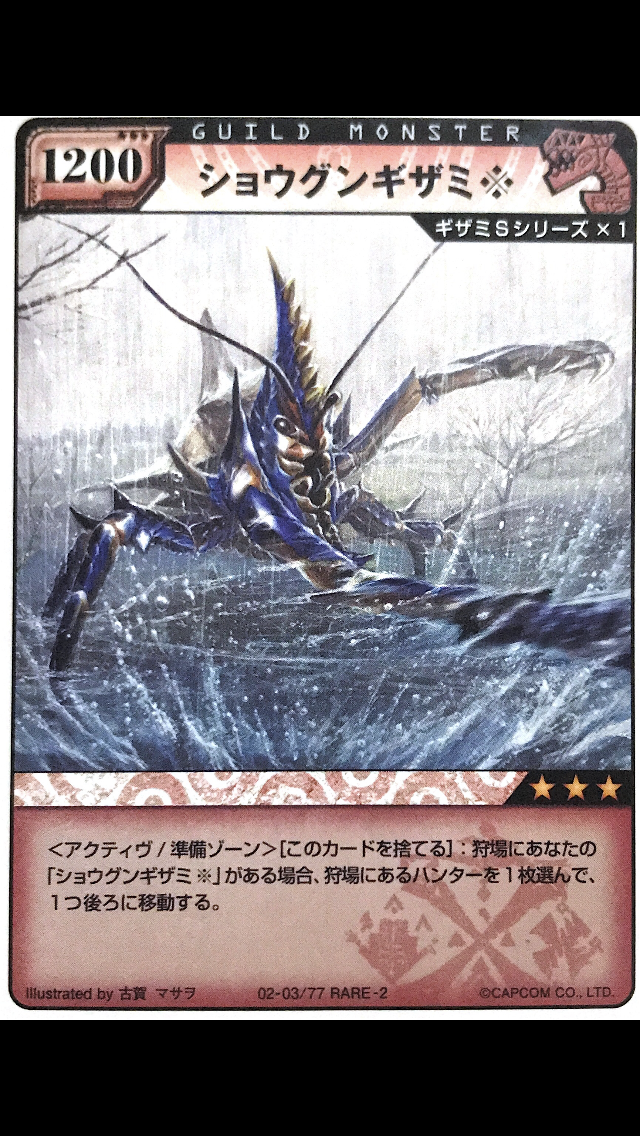 GUILD MONSTER
1200
ショウグンギザミ※
ギザミSシリーズ×1
<アクティヴ/準備ゾーン>[このカードを捨てる]:狩場にあなたの
「ショウグンギザミ※」がある場合、狩場にあるハンターを1枚選んで、
1つ後ろに移動する。
Illustrated by 古賀 マサヲ 02-03/77 RARE-2 ©CAPCOM CO., LTD.